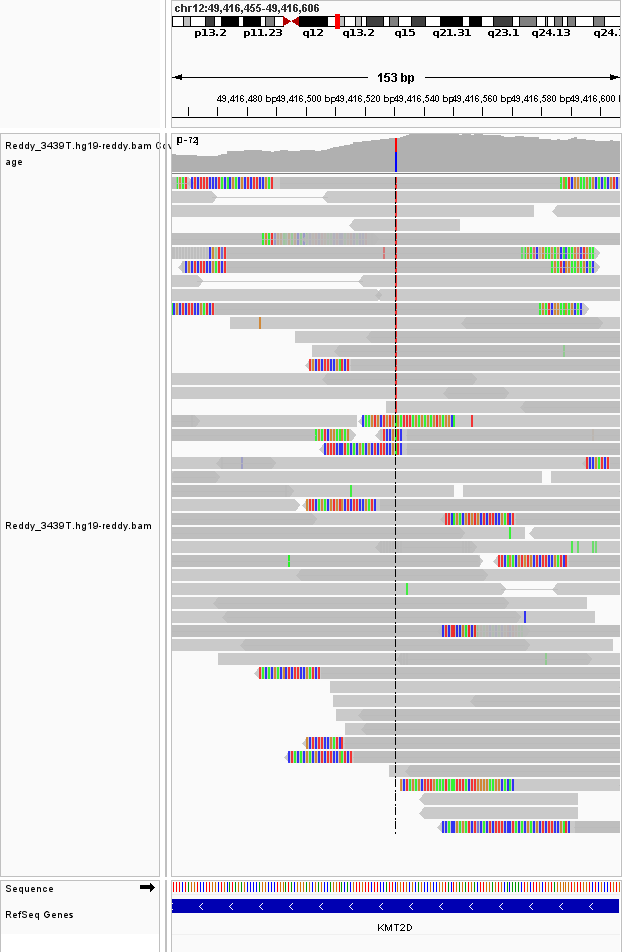 chr12:49,416,455-49,416,606
p13.2 p11.23 q12 q13.2 q15 q21.31 q23.1 q24.13 q24.
153 bp
49,416,480 bp 49,416,500 bp 49,416,520 bp 49,416,540 bp 49,416,560 bp 49,416,580 bp 49,416,600 b
Reddy_3439T.hg19-reddy.bam Cov
age
[0-72]
Reddy_3439T.hg19-reddy.bam
Sequence
RefSeq Genes
KMT2D